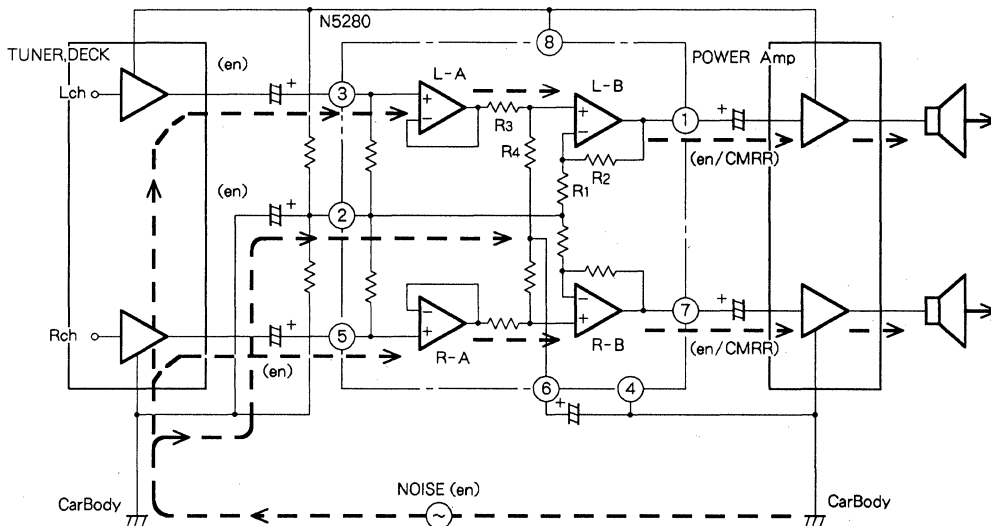 N5280
TUNER,DECK
(en)
8
POWER Amp
Lch
+
3
L-A
+
-
R3
R4
L-B
+
-
1
+
(en/CMRR)
R2
R1
(en)
+
2
Rch
+
5
(en)
-
+
R-A
-
+
R-B
7
+
(en/CMRR)
6
4
+
CarBody
NOISE (en)
~
CarBody